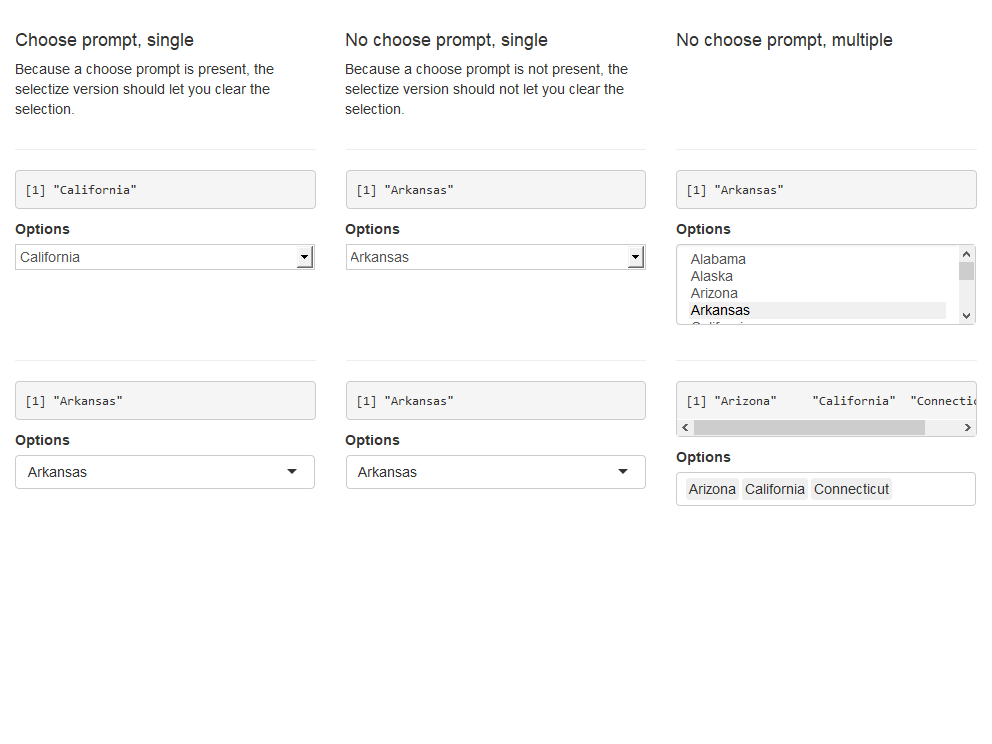 Choose prompt, single
Because a choose prompt is present, the
selectize version should let you clear the
selection.
No choose prompt, single
Because a choose prompt is not present, the
selectize version should not let you clear the
selection.
No choose prompt, multiple
[1] "California"
Options
California
[1] "Arkansas"
Options
Arkansas
[1] "Arkansas"
Options
Alabama
Alaska
Arizona
Arkansas
[1] "Arkansas"
Options
Arkansas
[1] "Arkansas"
Options
Arkansas
[1] "Arizona" "California" "Connectic
Options
Arizona California Connecticut